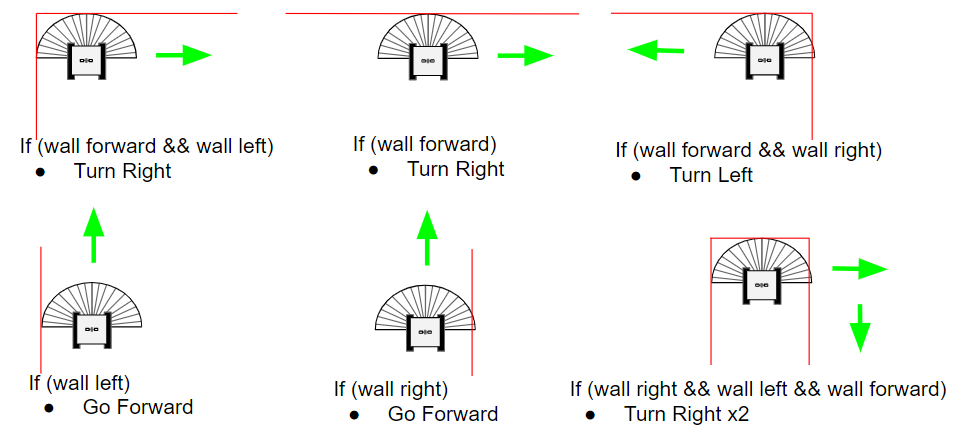 If (wall forward && wall left)
● Turn Right
If (wall forward)
● Turn Right
If (wall forward && wall right)
● Turn Left
If (wall left)
● Go Forward
If (wall right)
● Go Forward
If (wall right && wall left && wall forward)
● Turn Right x2